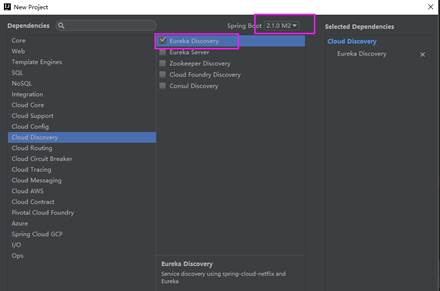 New Project
Dependencies
Spring Boot 2.1.0 M2
Selected Dependencies
Core
Web
Template Engines
SQL
NoSQL
Integration
Cloud Core
Cloud Support
Cloud Config
Cloud Discovery
Cloud Routing
Cloud Circuit Breaker
Cloud Tracing
Cloud Messaging
Cloud AWS
Cloud Contract
Pivotal Cloud Foundry
Azure
Spring Cloud GCP
I/O
Ops
Eureka Discovery
Eureka Server
Zookeeper Discovery
Cloud Foundry Discovery
Consul Discovery
Cloud Discovery
Eureka Discovery
Eureka Discovery
Service discovery using spring-cloud-netflix and
Eureka